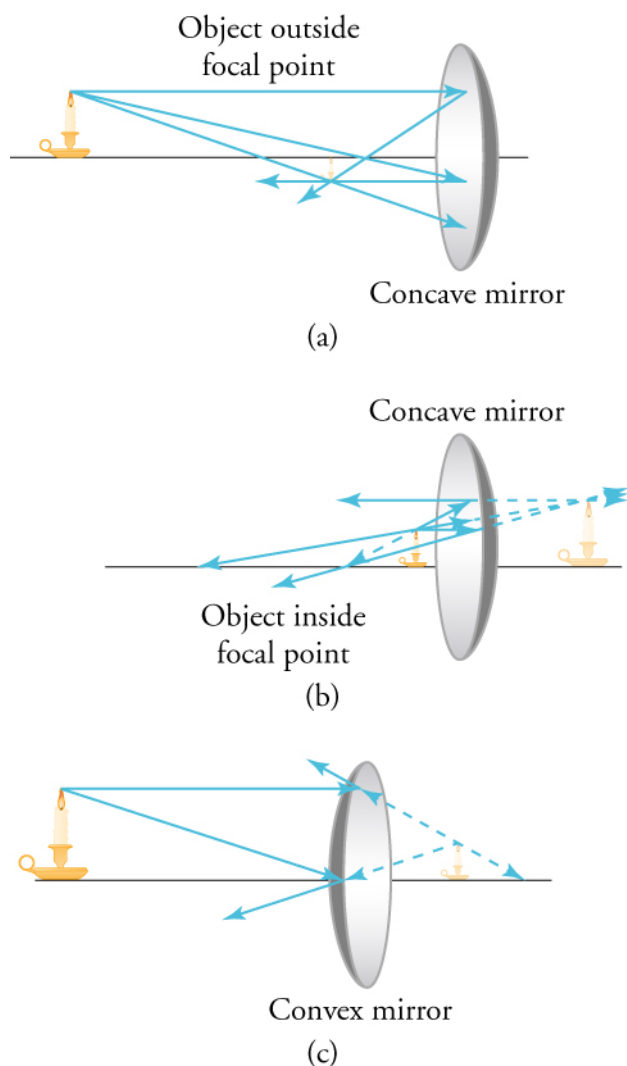 Object outside
focal point
Concave mirror
(a)
Concave mirror
Object inside
focal point
(b)
Convex mirror
(c)